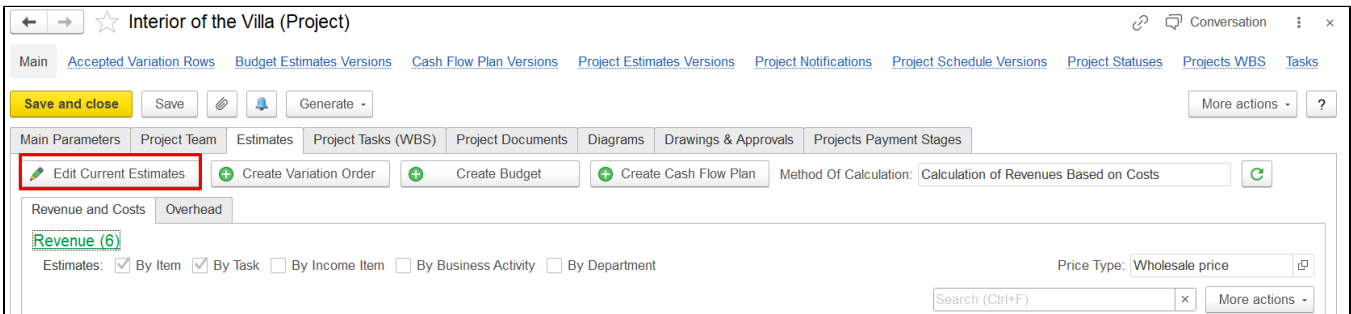 Interior of the Villa (Project) Conversation
Main Accepted Variation Rows Budget Estimates Versions Cash Flow Plan Versions Project Estimates Versions Project Notifications Project Schedule Versions Project Statuses Projects WBS Tasks
Save and close Save Generate More actions ?
Main Parameters Project Team Estimates Project Tasks (WBS) Project Documents Diagrams Drawings & Approvals Projects Payment Stages
Edit Current Estimates Create Variation Order Create Budget Create Cash Flow Plan Method Of Calculation: Calculation of Revenues Based on Costs
Revenue and Costs Overhead
Revenue (6)
Estimates: By Item By Task By Income Item By Business Activity By Department Price Type: Wholesale price
Search (Ctrl+F) × More actions